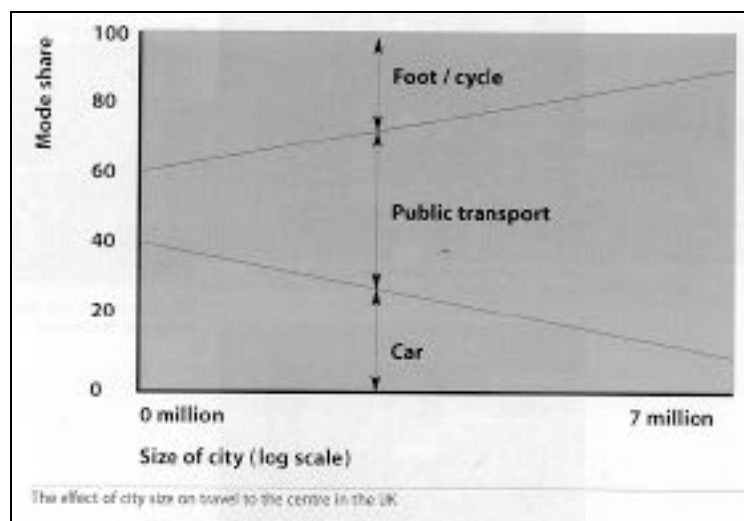 100
Mode share
Foot / cycle
80
60
Public transport
40
20
Car
0
0 million
7 million
Size of city (log scale)
The effect of city size on travel to the centre in the UK